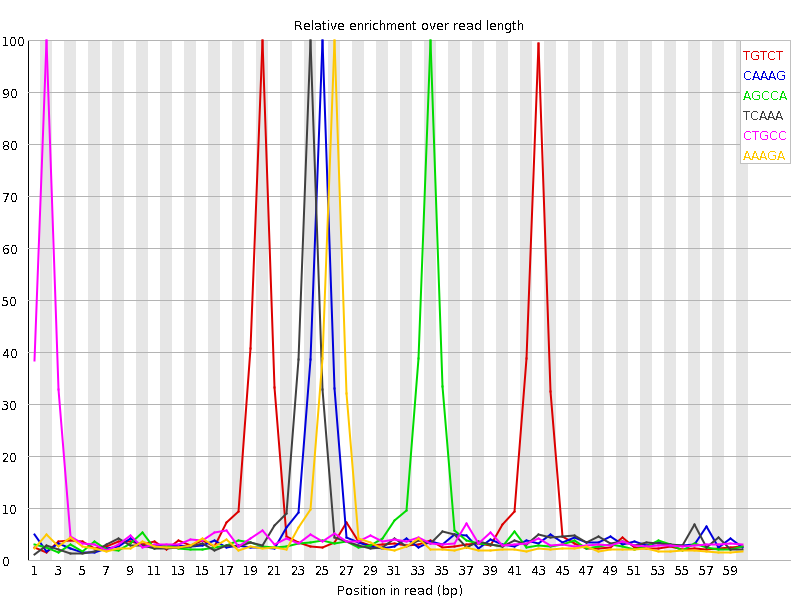 Relative enrichment over read length
100
90
80
70
60
50
40
30
20
10
0
TGTCT
CAAAG
AGCCA
TCAAA
CTGCC
AAAGA
1 3 5 7 9 11 13 15 17 19 21 23 25 27 29 31 33 35 37 39 41 43 45 47 49 51 53 55 57 59
Position in read (bp)